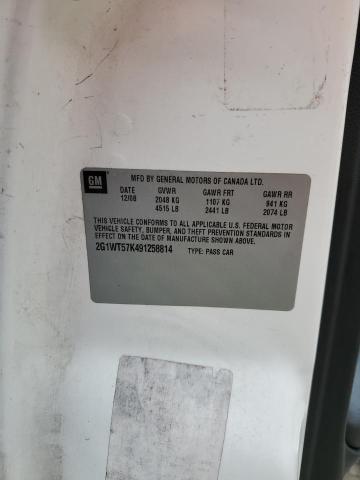 GM
MFD BY GENERAL MOTORS OF CANADA LTD.
DATE GVWR GAWR FRT GAWR RR
12/08 2048 KG 1107 KG 941 KG
4515 LB 2441 LB 2074 LB
THIS VEHICLE CONFORMS TO ALL APPLICABLE U.S. FEDERAL MOTOR
VEHICLE SAFETY, BUMPER, AND THEFT PREVENTION STANDARDS IN
EFFECT ON THE DATE OF MANUFACTURE SHOWN ABOVE.
2G1WT57K491258814 TYPE: PASS CAR